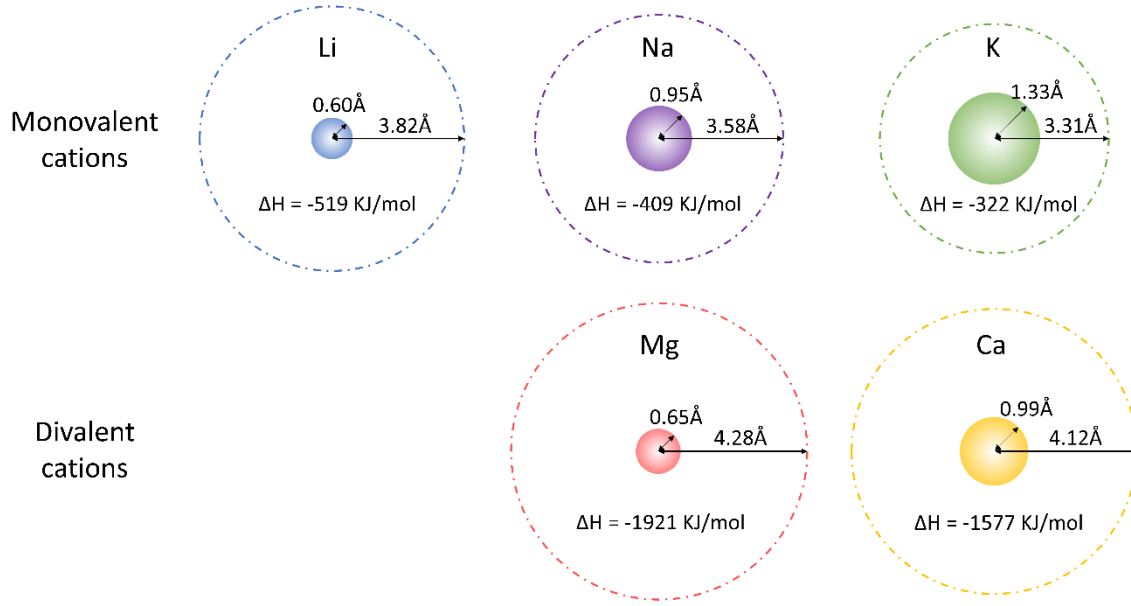 Li
Na
K
Monovalent
cations
0.60Å
3.82Å
0.95Å
3.58Å
1.33Å
3.31Å
ΔH = -519 KJ/mol
ΔH = -409 KJ/mol
ΔH = -322 KJ/mol
Mg
Ca
Divalent
cations
0.65Å
4.28Å
0.99Å
4.12Å
ΔH = -1921 KJ/mol
ΔH = -1577 KJ/mol